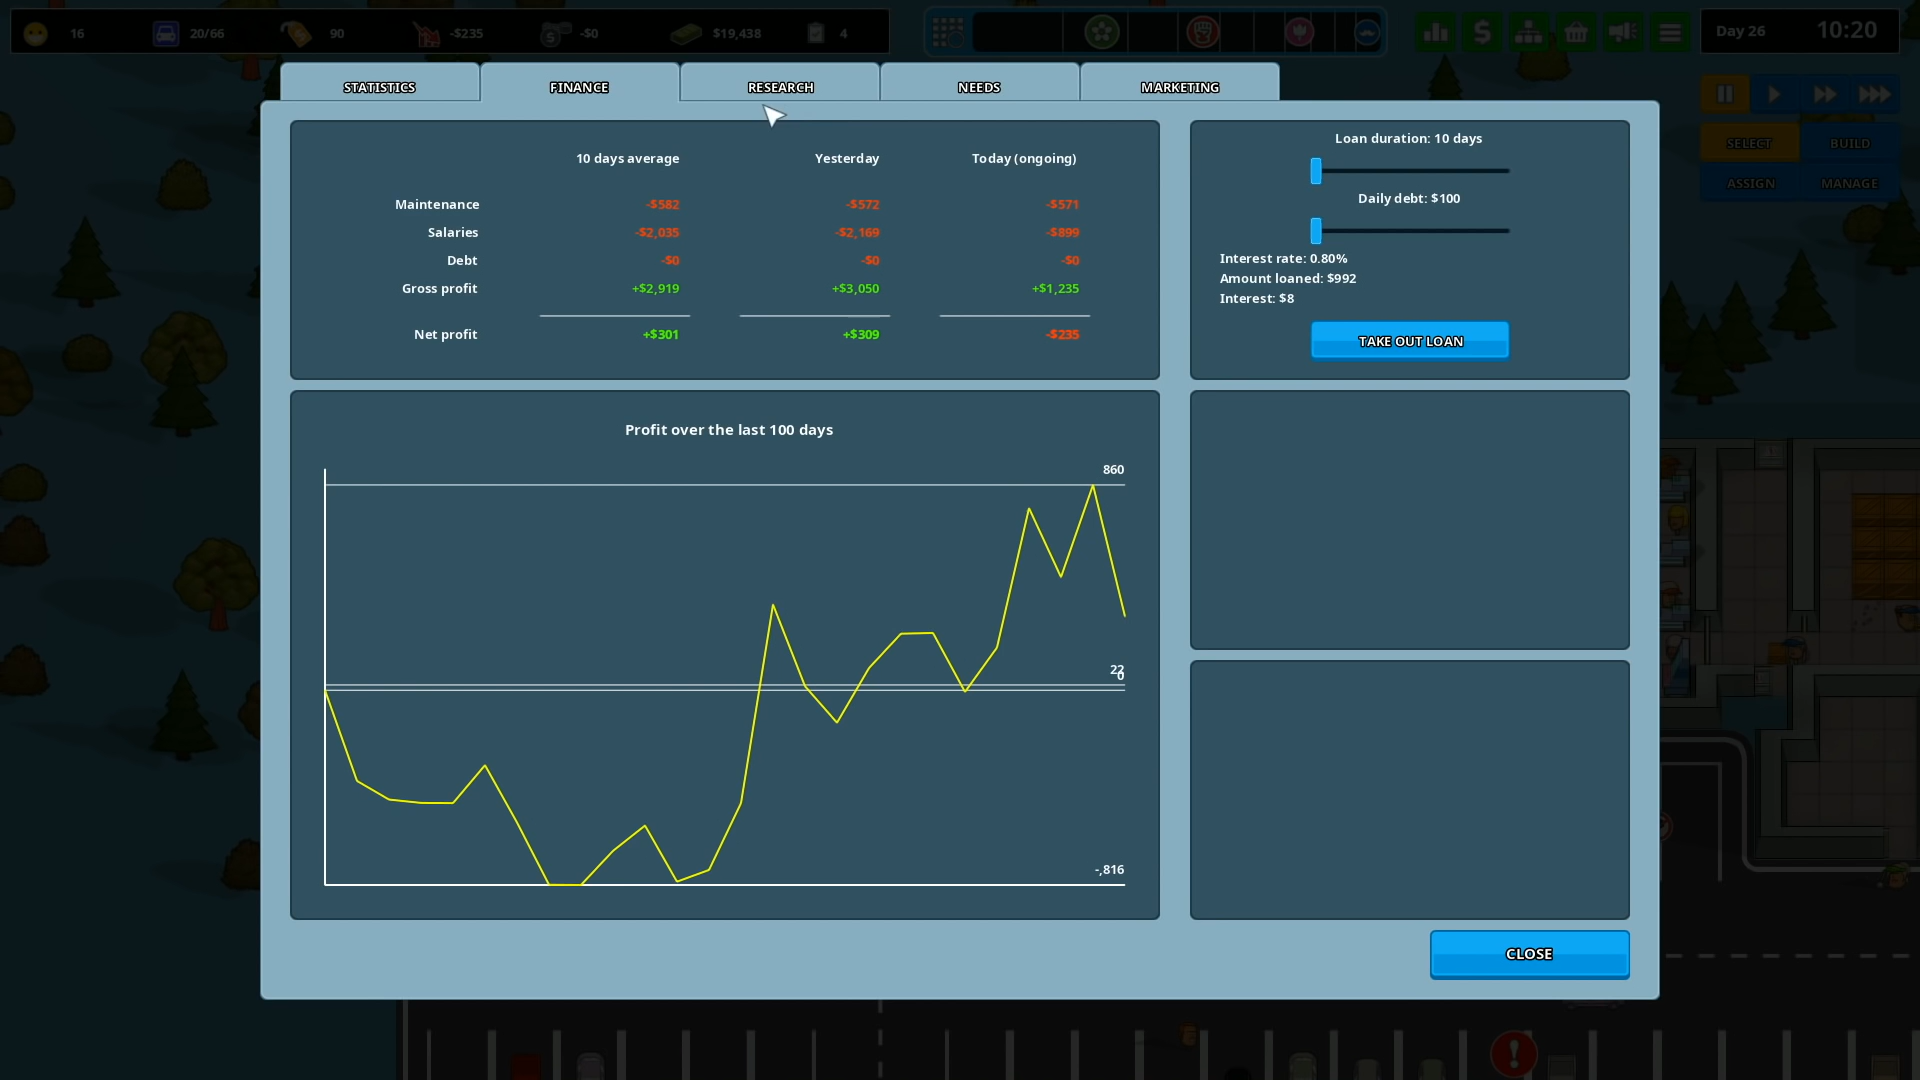 16 20/66 90 -$235 -$0 $19,438 4 Day 26 10:20
STATISTICS FINANCE RESEARCH NEEDS MARKETING
SELECT BUILD
ASSIGN MANAGE
10 days average Yesterday Today (ongoing)
Maintenance -$582 -$572 -$571
Salaries -$2,035 -$2,169 -$899
Debt -$0 -$0 -$0
Gross profit +$2,919 +$3,050 +$1,235
Net profit +$301 +$309 -$235
Loan duration: 10 days
Daily debt: $100
Interest rate: 0.80%
Amount loaned: $992
Interest: $8
TAKE OUT LOAN
Profit over the last 100 days
860
22
0
-,816
CLOSE